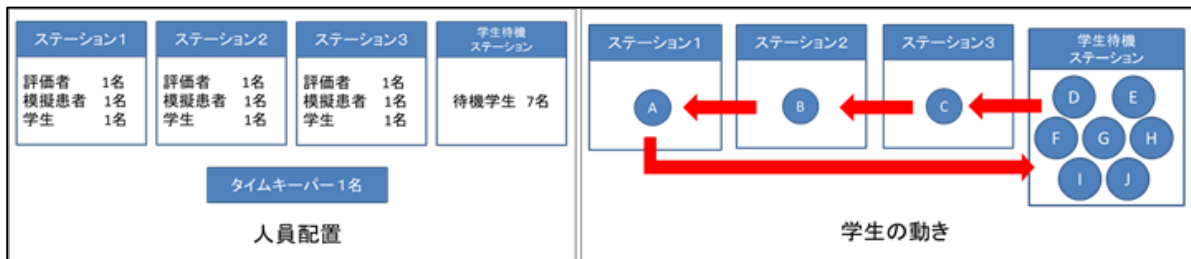 ステーション1
評価者 1名
模擬患者 1名
学生 1名
ステーション2
評価者 1名
模擬患者 1名
学生 1名
ステーション3
評価者 1名
模擬患者 1名
学生 1名
学生待機
ステーション
待機学生 7名
タイムキーパー1名
人員配置
ステーション1
A
ステーション2
B
ステーション3
C
学生待機
ステーション
D E
F G H
I J
学生の動き